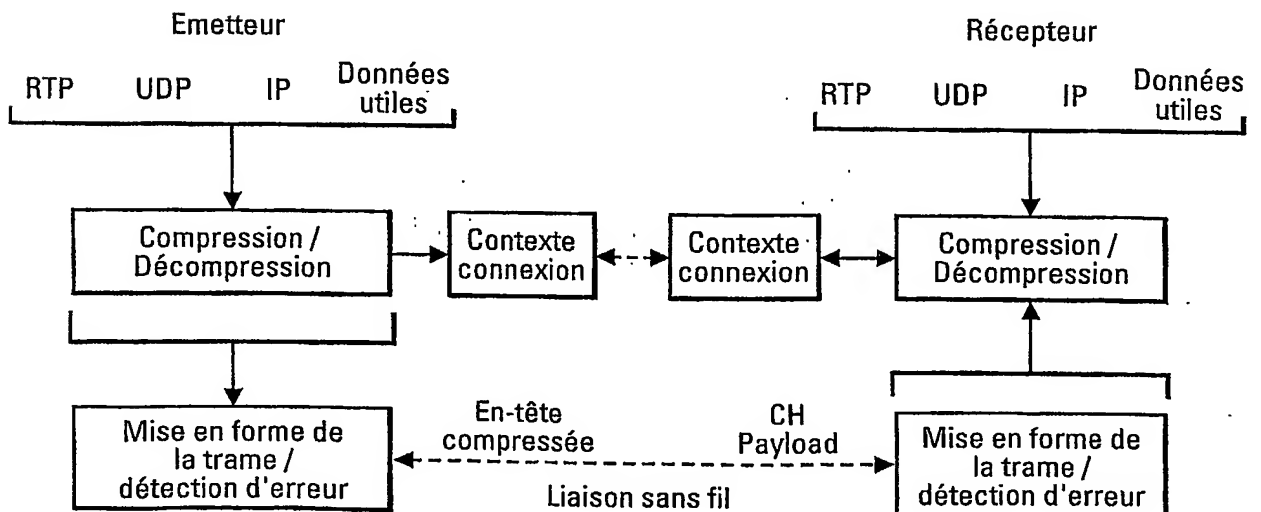 Emetteur
Récepteur
RTP UDP IP Données
utiles
RTP UDP IP Données
utiles
Compression /
Décompression
Contexte
connexion
Contexte
connexion
Compression /
Décompression
Mise en forme de
la trame /
détection d'erreur
En-tête
compressée
CH
Payload
Liaison sans fil
Mise en forme de
la trame /
détection d'erreur